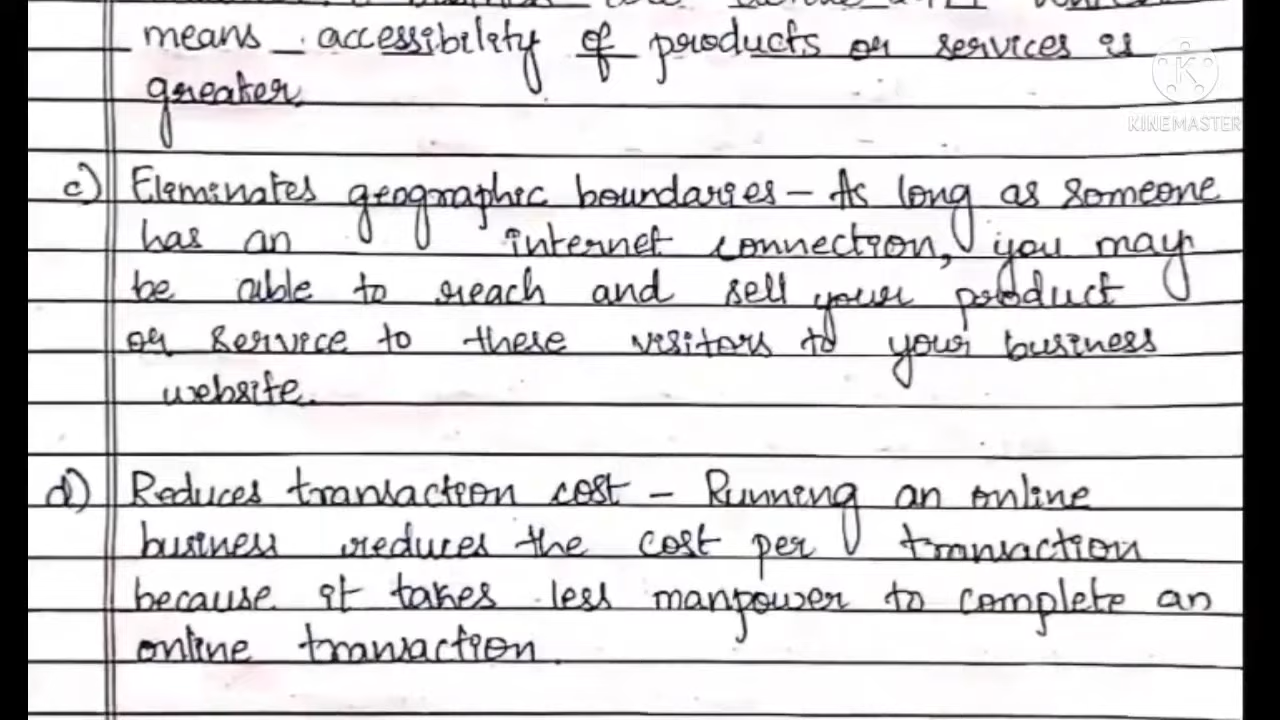 means accessibility of products or services is
greater.
KINEMASTER
c) Eleminates geographic boundaries - As long as someone
has an internet connection, you may
be able to reach and sell your product
or service to these visitors to your business
website.
d) Reduces transaction cost - Running an online
business reduces the cost per transaction
because it takes less manpower to complete an
online transaction.